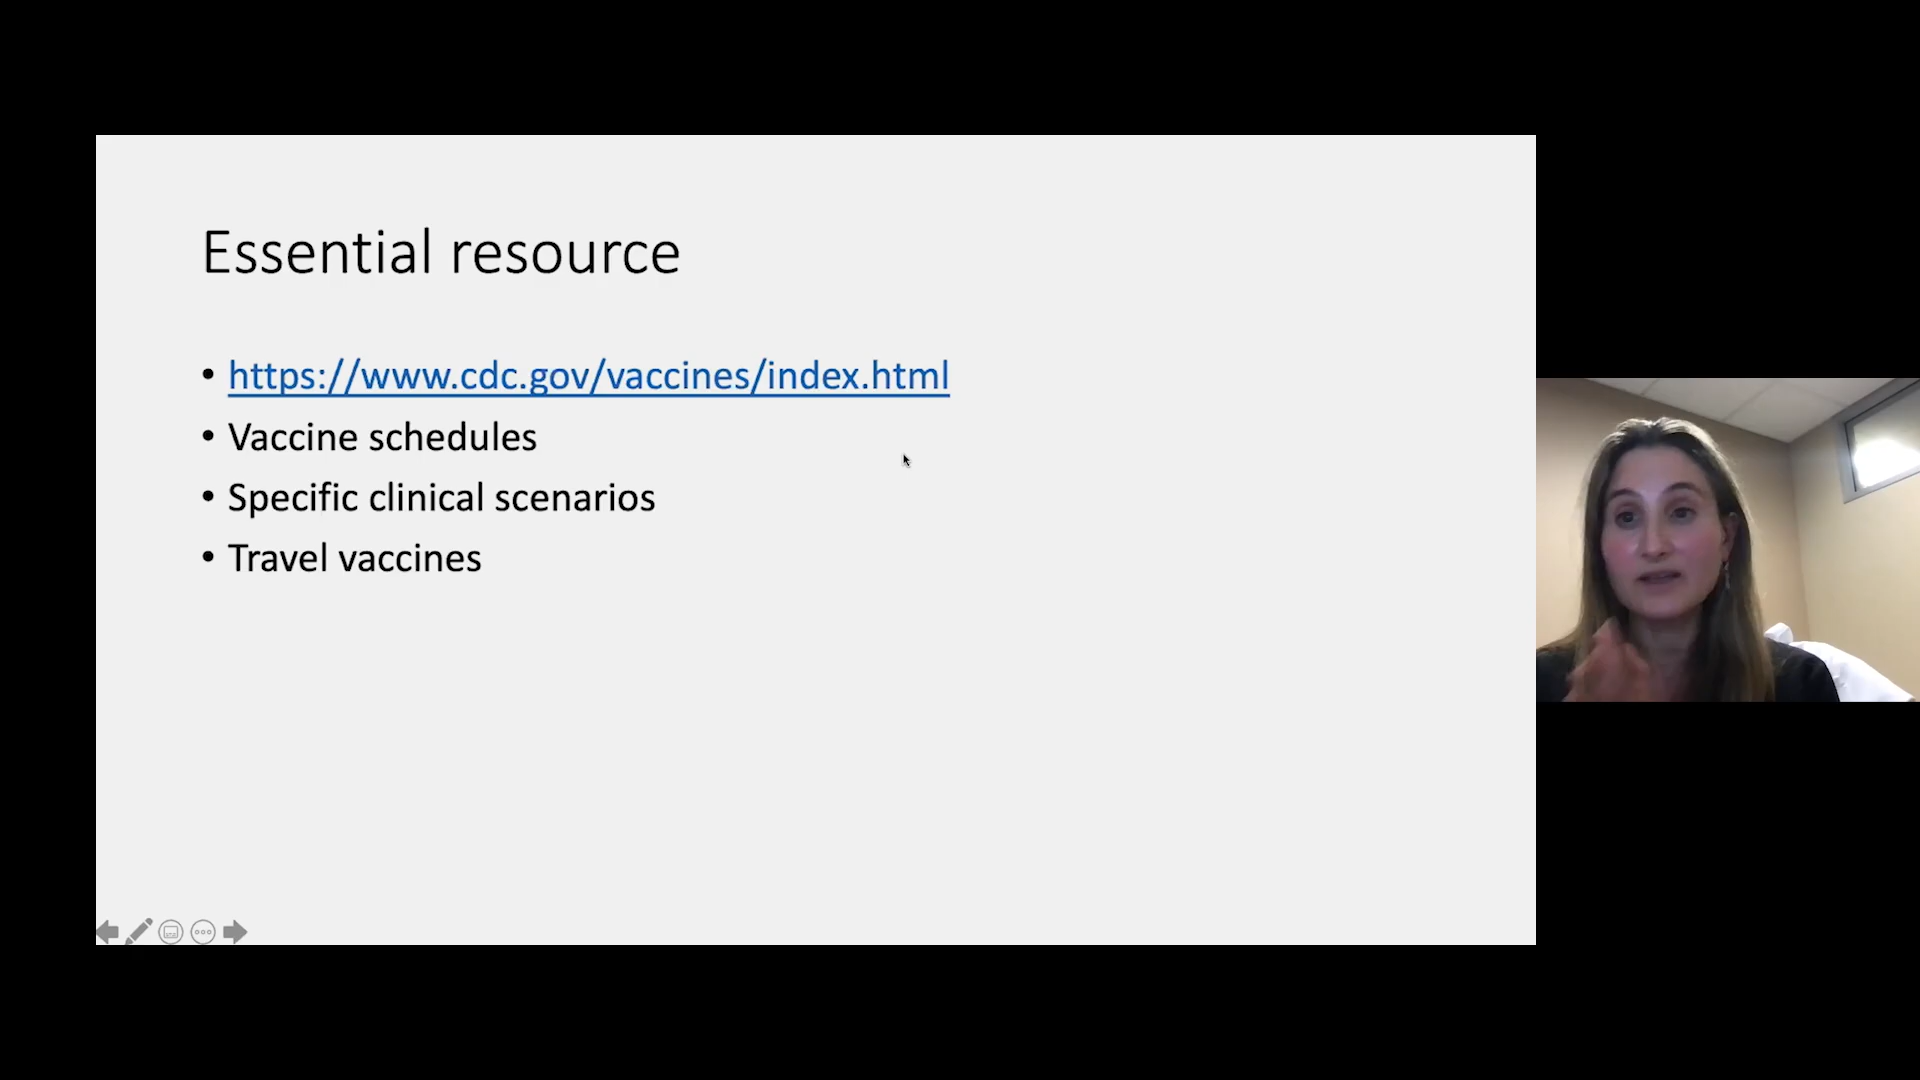 Essential resource
• https://www.cdc.gov/vaccines/index.html
• Vaccine schedules
• Specific clinical scenarios
• Travel vaccines